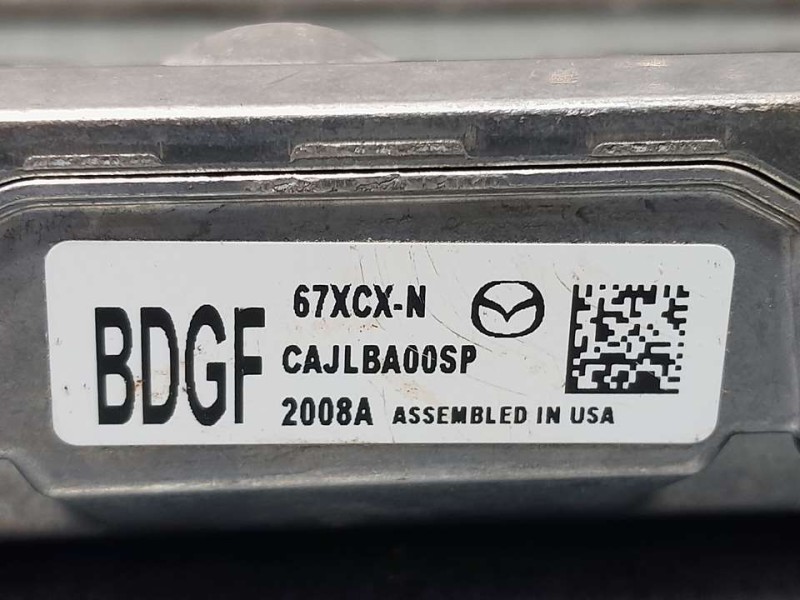 BDGF
67XCX-N
CAJLBA00SP
2008A ASSEMBLED IN USA